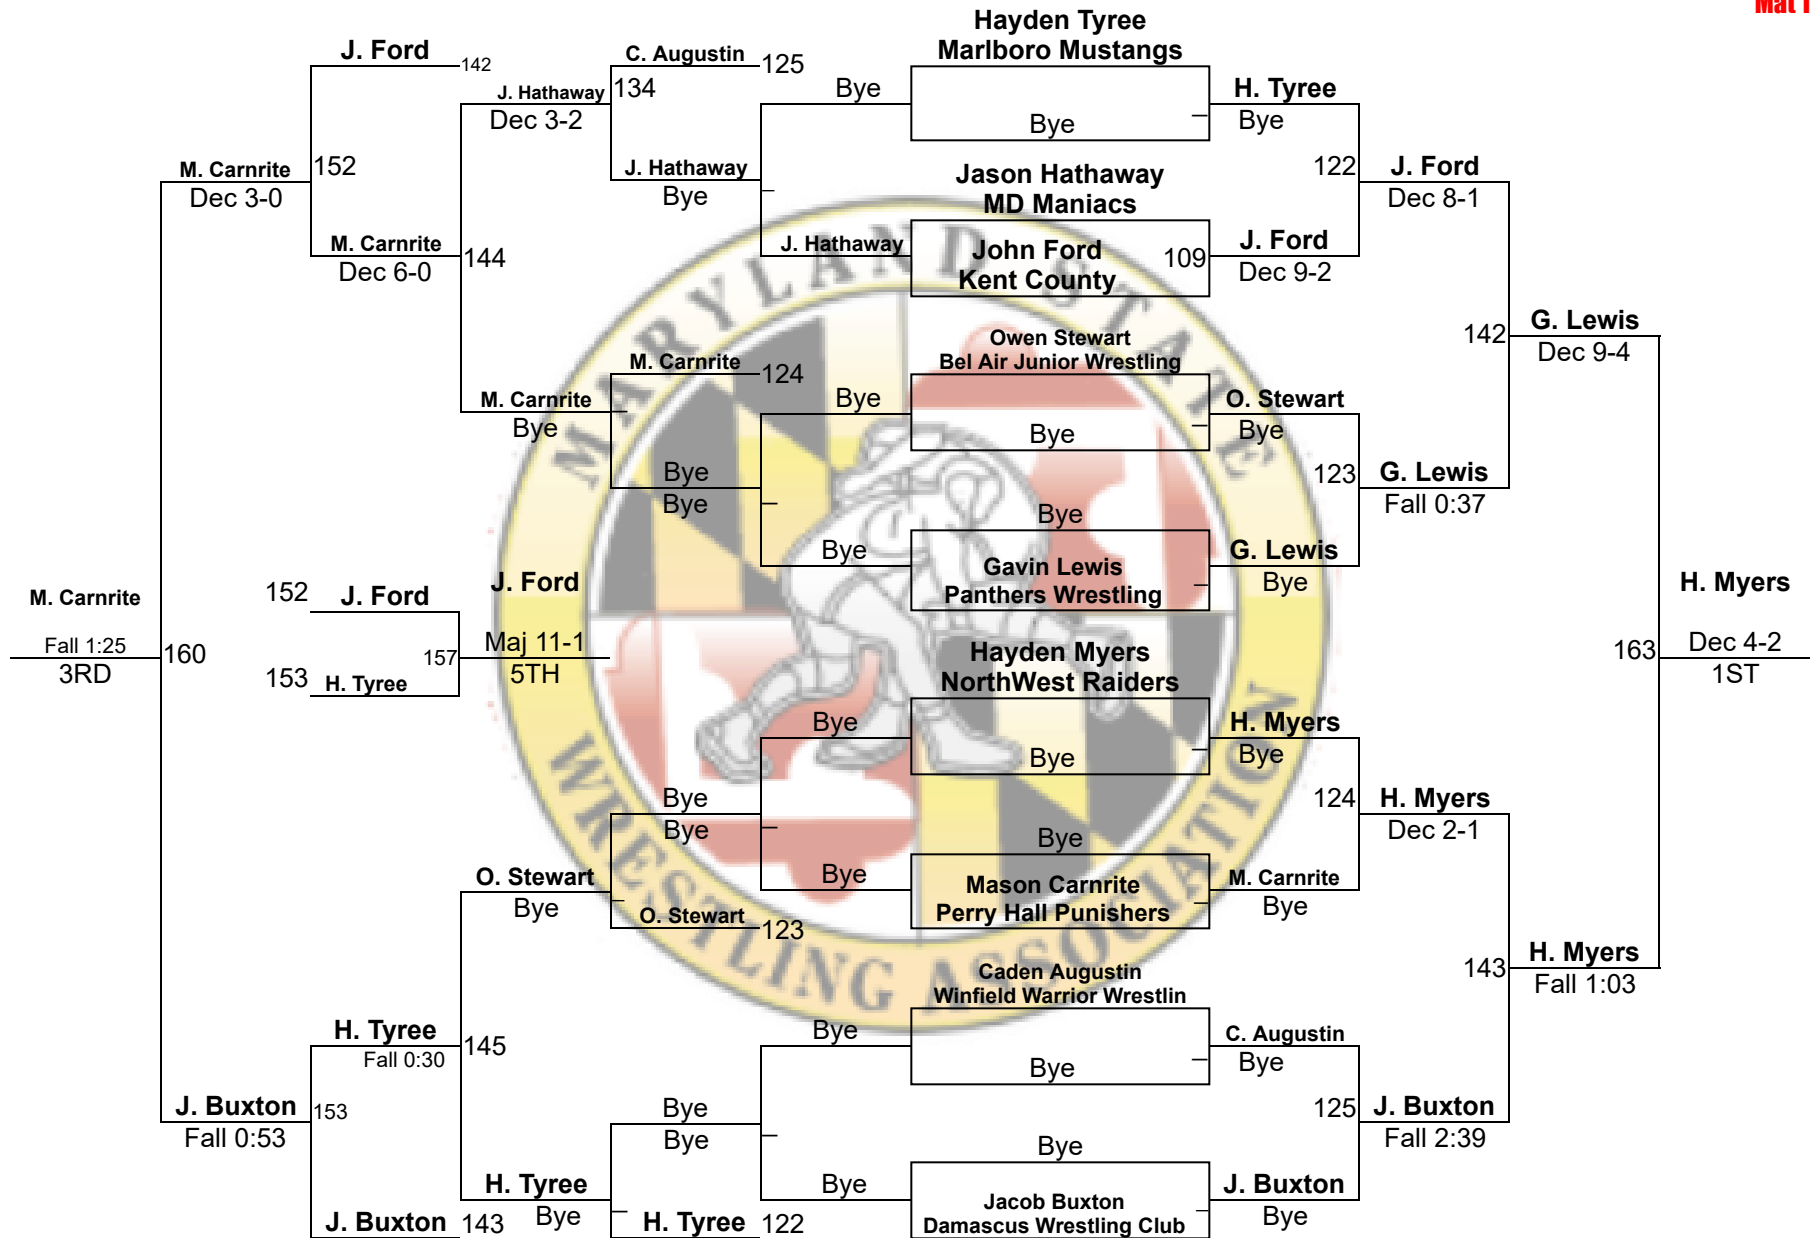 Mat 1
Hayden Tyree
Marlboro Mustangs
J. Ford
142
C. Augustin
125
J. Hathaway
134
Dec 3-2
Bye
Bye
H. Tyree
Bye
M. Carnrite
152
Dec 3-0
J. Hathaway
Bye
Jason Hathaway
MD Maniacs
122
J. Ford
Dec 8-1
M. Carnrite
Dec 6-0
144
J. Hathaway
John Ford
Kent County
109
J. Ford
Dec 9-2
MARYLAND STATE
WRESTLING ASSOCIATION
Owen Stewart
Bel Air Junior Wrestling
142
G. Lewis
Dec 9-4
M. Carnrite
124
M. Carnrite
Bye
Bye
Bye
O. Stewart
Bye
Bye
Bye
123
G. Lewis
Fall 0:37
Bye
Bye
Gavin Lewis
Panthers Wrestling
G. Lewis
Bye
M. Carnrite
Fall 1:25
3RD
160
152
J. Ford
153
H. Tyree
157
J. Ford
Maj 11-1
5TH
H. Myers
163
Dec 4-2
1ST
Hayden Myers
NorthWest Raiders
Bye
Bye
H. Myers
Bye
Bye
Bye
124
H. Myers
Dec 2-1
Bye
Bye
Mason Carnrite
Perry Hall Punishers
M. Carnrite
Bye
O. Stewart
Bye
O. Stewart
123
Caden Augustin
Winfield Warrior Wrestlin
143
H. Myers
Fall 1:03
H. Tyree
Fall 0:30
145
Bye
Bye
C. Augustin
Bye
J. Buxton
153
Fall 0:53
Bye
Bye
125
J. Buxton
Fall 2:39
Bye
Bye
Jacob Buxton
Damascus Wrestling Club
J. Buxton
Bye
H. Tyree
Bye
J. Buxton
143
H. Tyree
122